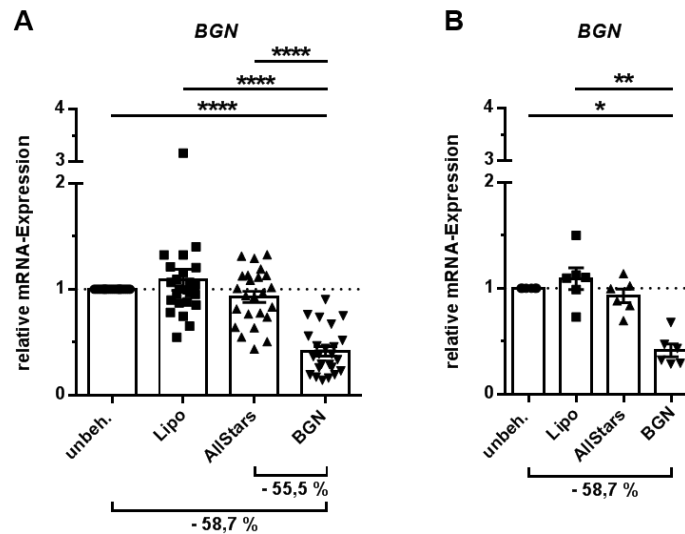 A
BGN
****
****
****
relative mRNA-Expression
4
3
2
1
0
unbeh.
Lipo
AllStars
BGN
- 55,5 %
- 58,7 %
B
BGN
**
*
relative mRNA-Expression
4
3
2
1
0
unbeh.
Lipo
AllStars
BGN
- 58,7 %